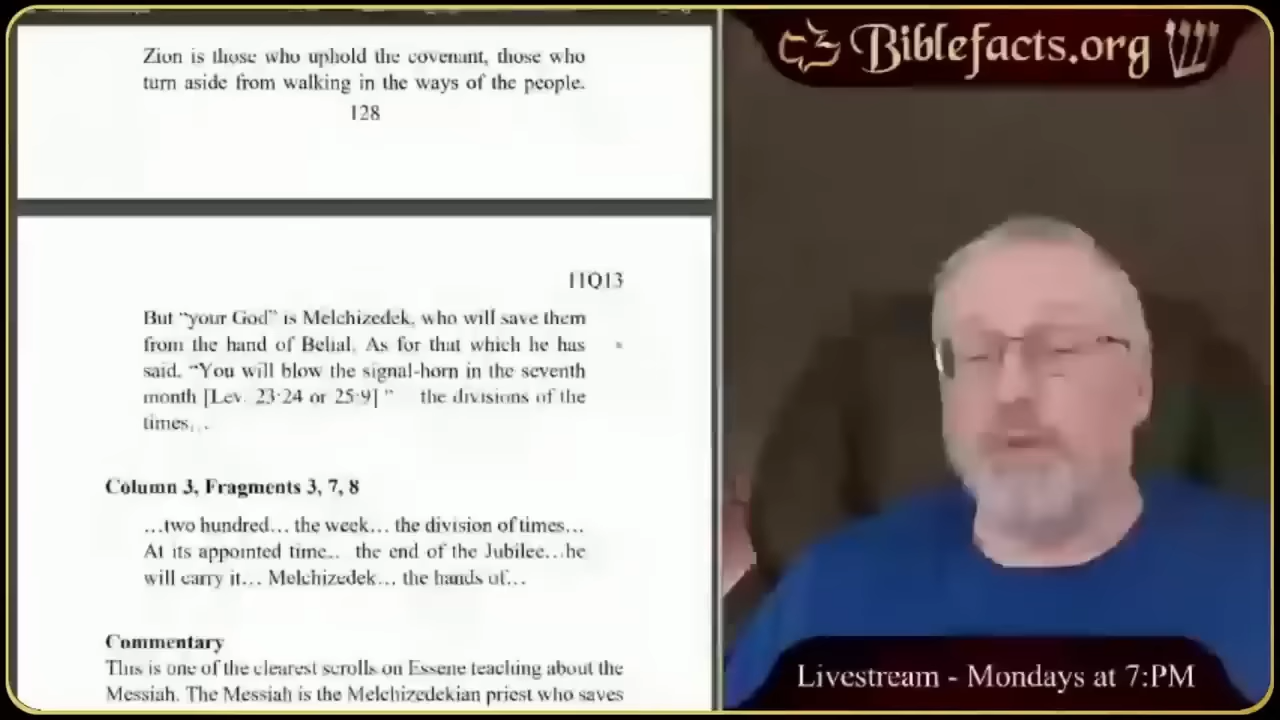 Zion is those who uphold the covenant, those who
turn aside from walking in the ways of the people.
128
11Q13
But “your God” is Melchizedek, who will save them
from the hand of Belial. As for that which he has
said, “You will blow the signal-horn in the seventh
month [Lev. 23:24 or 25:9] ” the divisions of the
times…
Column 3, Fragments 3, 7, 8
…two hundred… the week… the division of times…
At its appointed time… the end of the Jubilee…he
will carry it… Melchizedek… the hands of…
Commentary
This is one of the clearest scrolls on Essene teaching about the
Messiah. The Messiah is the Melchizedekian priest who saves
Biblefacts.org
Livestream - Mondays at 7:PM